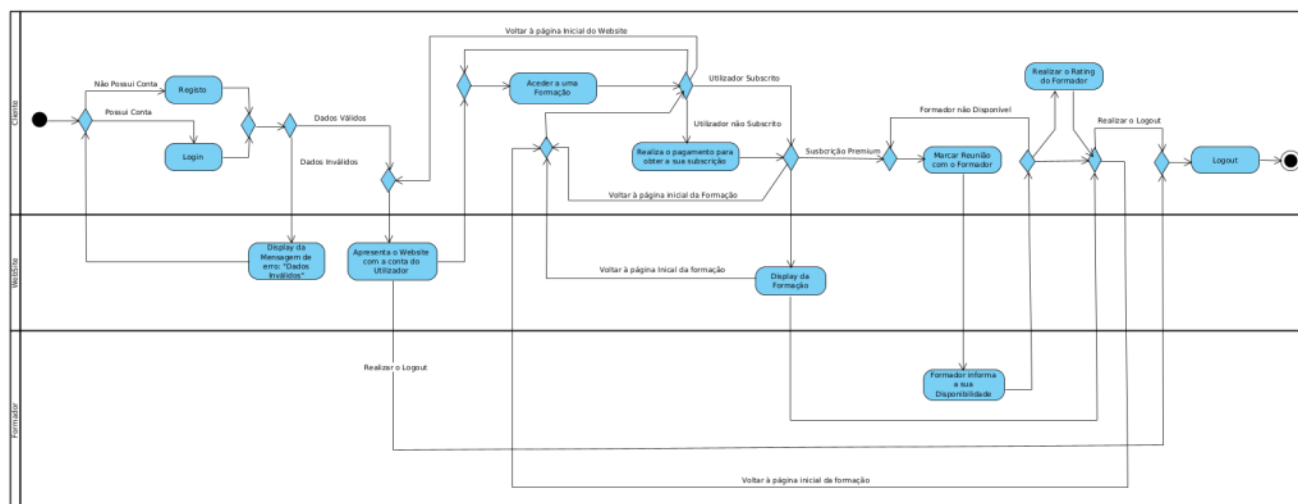 Cliente
Não Possui Conta
Registo
Possui Conta
Login
Dados Válidos
Dados Inválidos
Voltar à página Inicial do Website
Aceder a uma
Formação
Utilizador Subscrito
Utilizador não Subscrito
Realiza o pagamento para
obter a sua subscrição
Susbcrição Premium
Voltar à página inicial da Formação
Formador não Disponível
Marcar Reunião
com o Formador
Realizar o Rating
do Formador
Realizar o Logout
Logout
WebSite
Display da
Mensagem de
erro: "Dados
Inválidos"
Apresenta o Website
com a conta do
Utilizador
Voltar à página Inical da formação
Display da
Formação
Formador
Realizar o Logout
Formador informa
a sua
Disponibilidade
Voltar à página inicial da formação